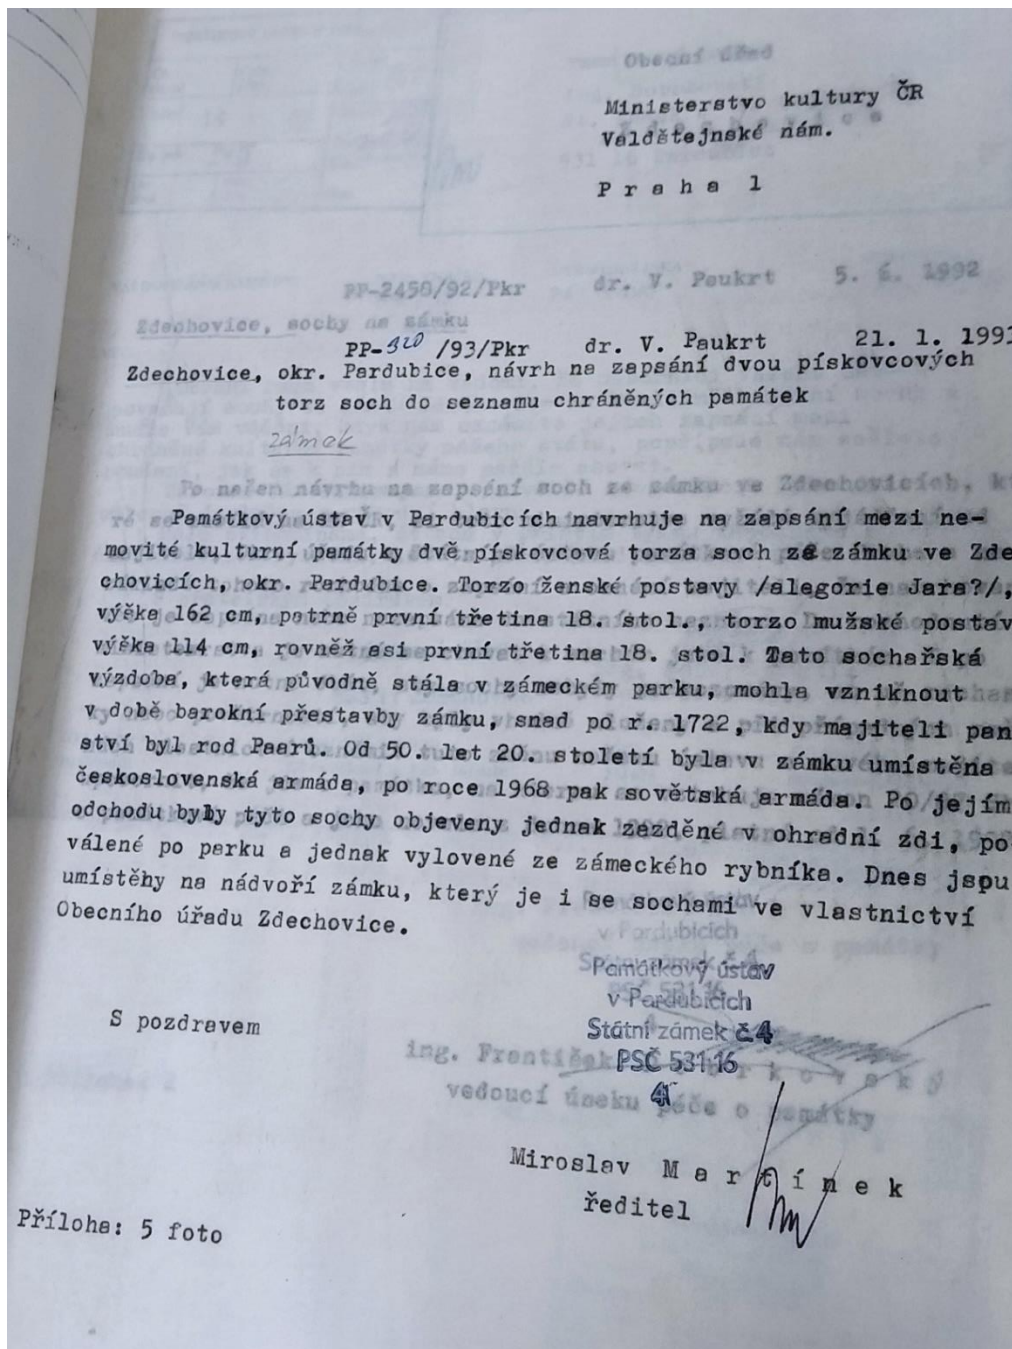 Obecní úřad
Ministerstvo kultury ČR
Valdštejnské nám.
P r a h a 1
PP-2458/92/Pkr dr. V. Paukrt 5. 6. 1992
Zdechovice, sochy na zámku
PP-320 /93/Pkr dr. V. Paukrt 21. 1. 1993
Zdechovice, okr. Pardubice, návrh na zapsání dvou pískovcových
torz soch do seznamu chráněných památek
zámek
Po našem návrhu na zapsání soch ze zámku ve Zdechovicích,
Památkový ústav v Pardubicích navrhuje na zapsání mezi ne-
movité kulturní památky dvě pískovcová torza soch ze zámku ve Zde
chovicích, okr. Pardubice. Torzo ženské postavy /alegorie Jara?/,
výška 162 cm, patrně první třetina 18. stol., torzo mužské postav
výška 114 cm, rovněž asi první třetina 18. stol. Tato sochařská
výzdoba, která původně stála v zámeckém parku, mohla vzniknout
v době barokní přestavby zámku, snad po r. 1722, kdy majiteli pan
ství byl rod Paarů. Od 50. let 20. století byla v zámku umístěna
československá armáda, po roce 1968 pak sovětská armáda. Po jejím
odchodu byly tyto sochy objeveny jednak zazděné v ohradní zdi, po
válené po parku a jednak vylovené ze zámeckého rybníka. Dnes jspu
umístěny na nádvoří zámku, který je i se sochami ve vlastnictví
Obecního úřadu Zdechovice.
Památkový ústav
v Pardubicích
Státní zámek č.4
PSČ 531 16
4
S pozdravem
ing. František
vedoucí úseku péče o památky
Miroslav M a r t í n e k
ředitel
Příloha: 5 foto